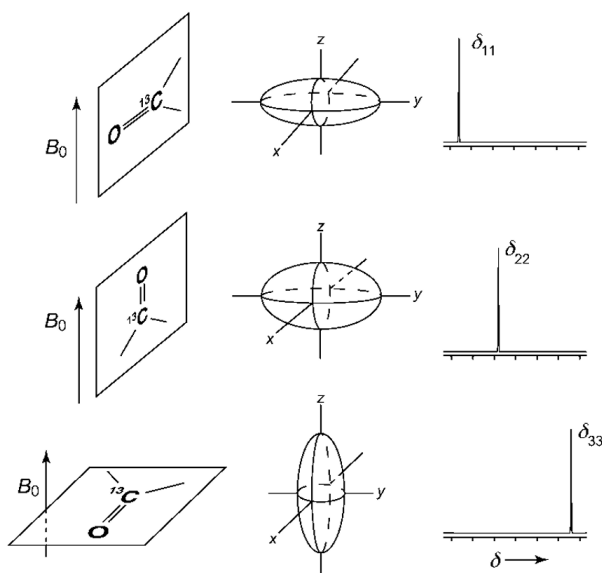 z
δ₁₁
¹³C
O
B₀
y
x
z
δ₂₂
O
¹³C
B₀
y
x
z
δ₃₃
¹³C
B₀
y
O
x
δ